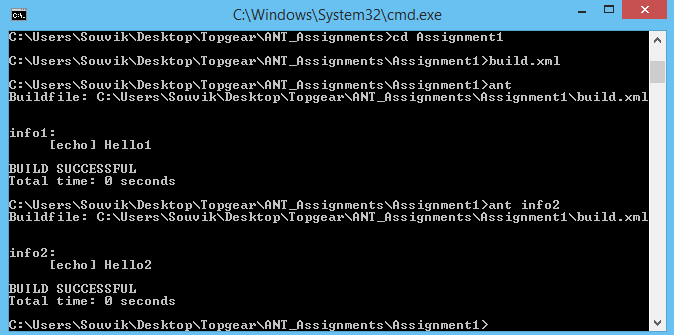 C:\Windows\System32\cmd.exe
C:\Users\Souvik\Desktop\Topgear\ANT_Assignments>cd Assignment1
C:\Users\Souvik\Desktop\Topgear\ANT_Assignments\Assignment1>build.xml
C:\Users\Souvik\Desktop\Topgear\ANT_Assignments\Assignment1>ant
Buildfile: C:\Users\Souvik\Desktop\Topgear\ANT_Assignments\Assignment1\build.xml
info1:
[echo] Hello1
BUILD SUCCESSFUL
Total time: 0 seconds
C:\Users\Souvik\Desktop\Topgear\ANT_Assignments\Assignment1>ant info2
Buildfile: C:\Users\Souvik\Desktop\Topgear\ANT_Assignments\Assignment1\build.xml
info2:
[echo] Hello2
BUILD SUCCESSFUL
Total time: 0 seconds
C:\Users\Souvik\Desktop\Topgear\ANT_Assignments\Assignment1>